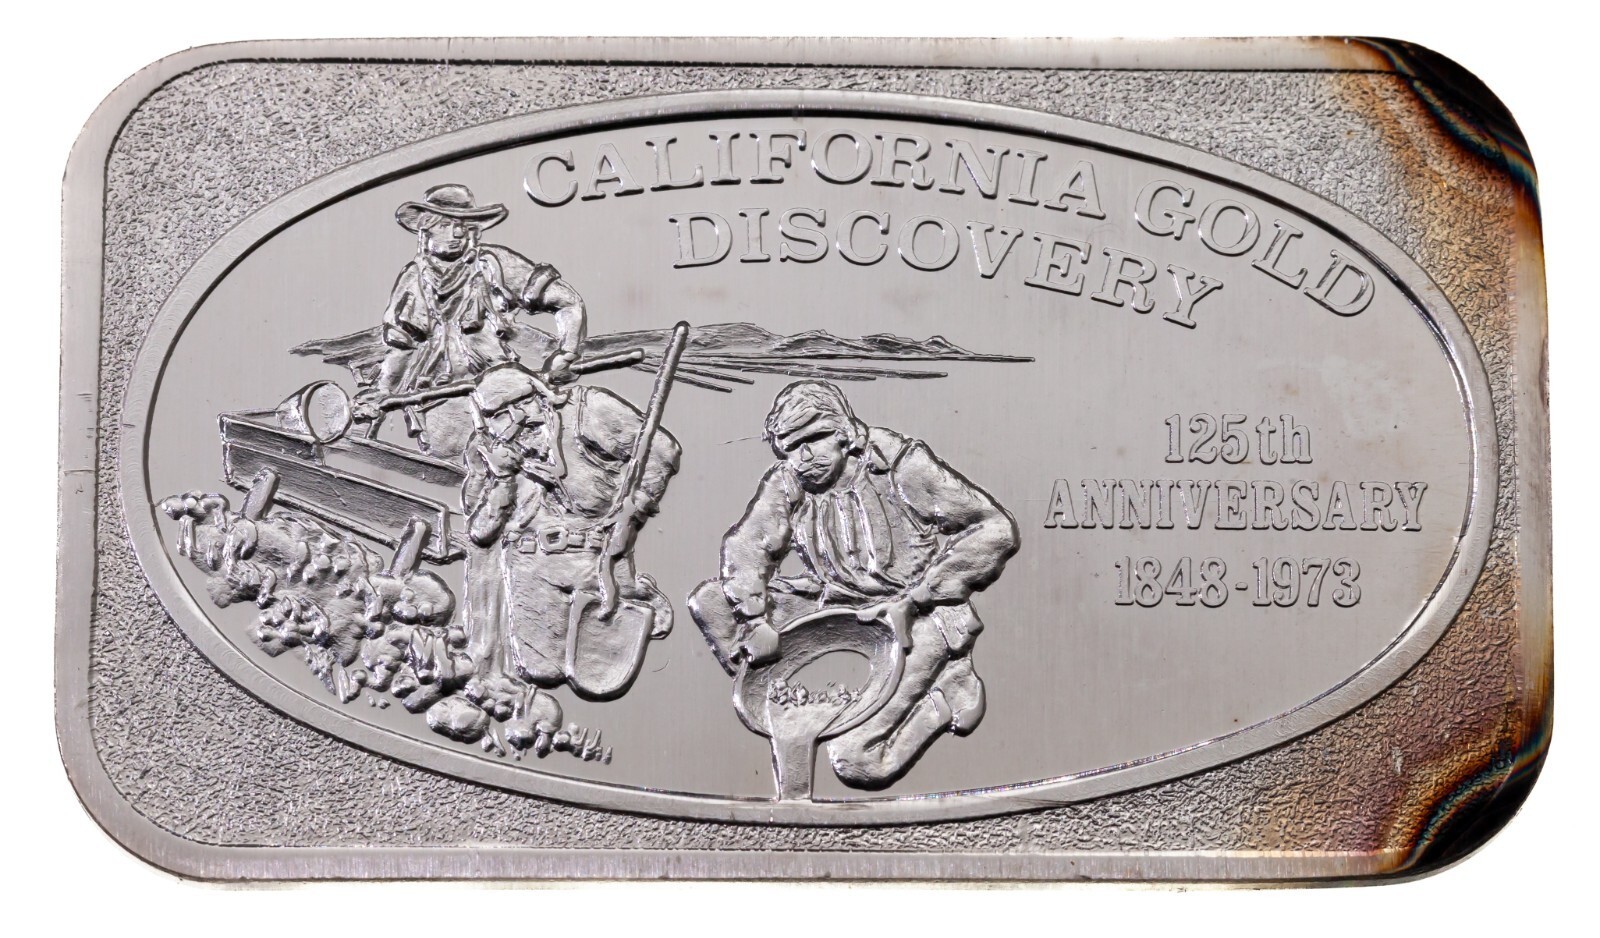 CALIFORNIA GOLD
DISCOVERY
125th
ANNIVERSARY
1848-1973